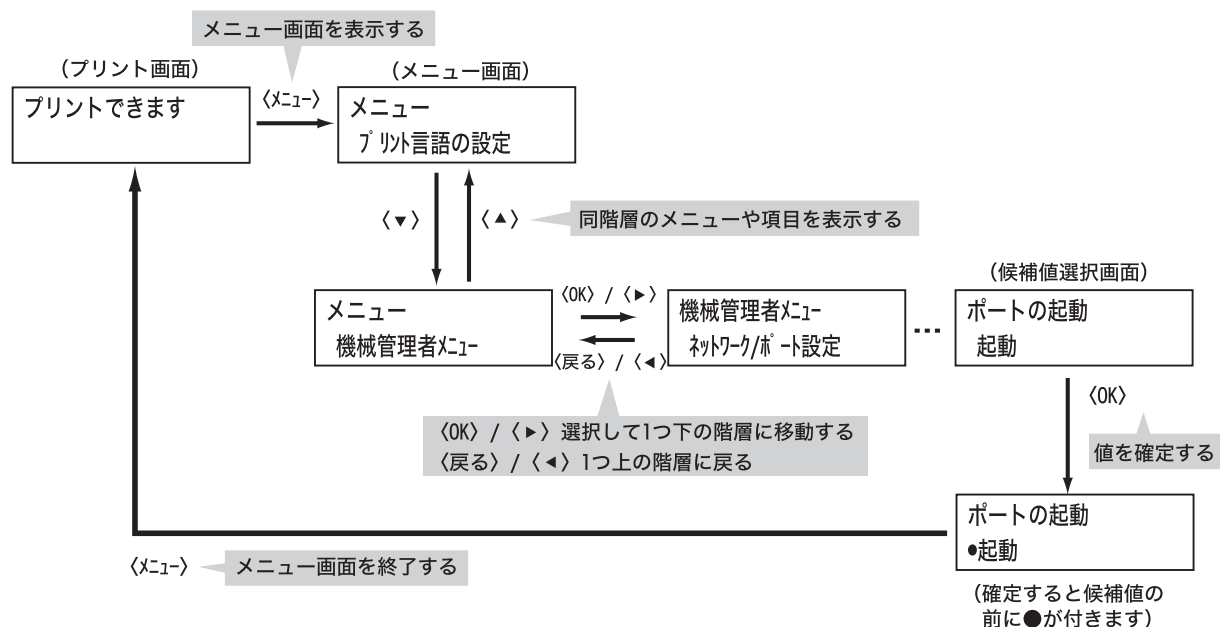 メニュー画面を表示する
（プリント画面）
（メニュー画面）
プリントできます
〈ﾒﾆｭｰ〉
メニュー
ﾌﾟﾘﾝﾄ言語の設定
〈▼〉
〈▲〉
同階層のメニューや項目を表示する
（候補値選択画面）
メニュー
機械管理者ﾒﾆｭｰ
〈OK〉 / 〈▶〉
〈戻る〉 / 〈◀〉
機械管理者ﾒﾆｭｰ
ﾈｯﾄﾜｰｸ/ﾎﾟｰﾄ設定
…
ポートの起動
起動
〈OK〉 / 〈▶〉 選択して1つ下の階層に移動する
〈戻る〉 / 〈◀〉 1つ上の階層に戻る
〈OK〉
値を確定する
ポートの起動
●起動
〈ﾒﾆｭｰ〉
メニュー画面を終了する
（確定すると候補値の
前に●が付きます）